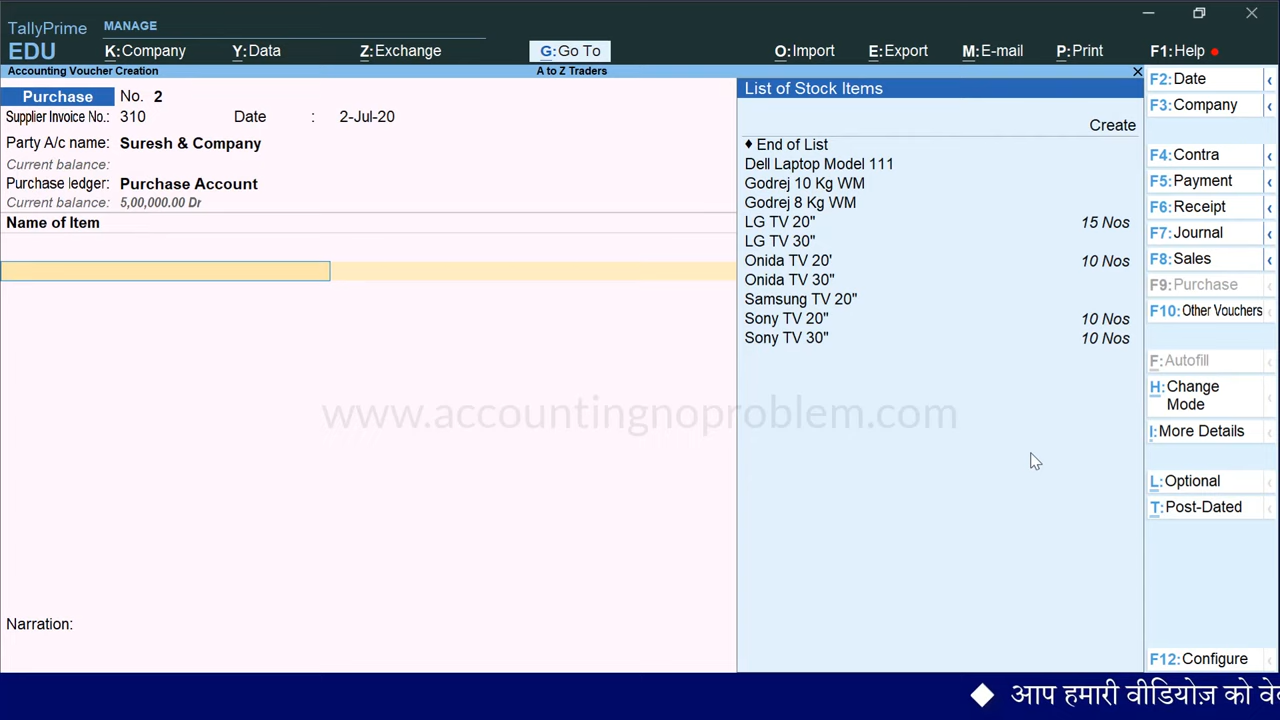 TallyPrime
MANAGE
EDU
K:Company Y:Data Z:Exchange G:Go To O:Import E:Export M:E-mail P:Print F1:Help
Accounting Voucher Creation A to Z Traders
Purchase No. 2
Supplier Invoice No.: 310 Date : 2-Jul-20
Party A/c name: Suresh & Company
Current balance:
Purchase ledger: Purchase Account
Current balance: 5,00,000.00 Dr
Name of Item
Narration:
List of Stock Items
Create
♦ End of List
Dell Laptop Model 111
Godrej 10 Kg WM
Godrej 8 Kg WM
LG TV 20" 15 Nos
LG TV 30"
Onida TV 20' 10 Nos
Onida TV 30"
Samsung TV 20"
Sony TV 20" 10 Nos
Sony TV 30" 10 Nos
www.accountingnoproblem.com
F2:Date
F3:Company
F4:Contra
F5:Payment
F6:Receipt
F7:Journal
F8:Sales
F9:Purchase
F10:Other Vouchers
F:Autofill
H:Change
Mode
I:More Details
L:Optional
T:Post-Dated
F12:Configure
◆ आप हमारी वीडियोज़ को